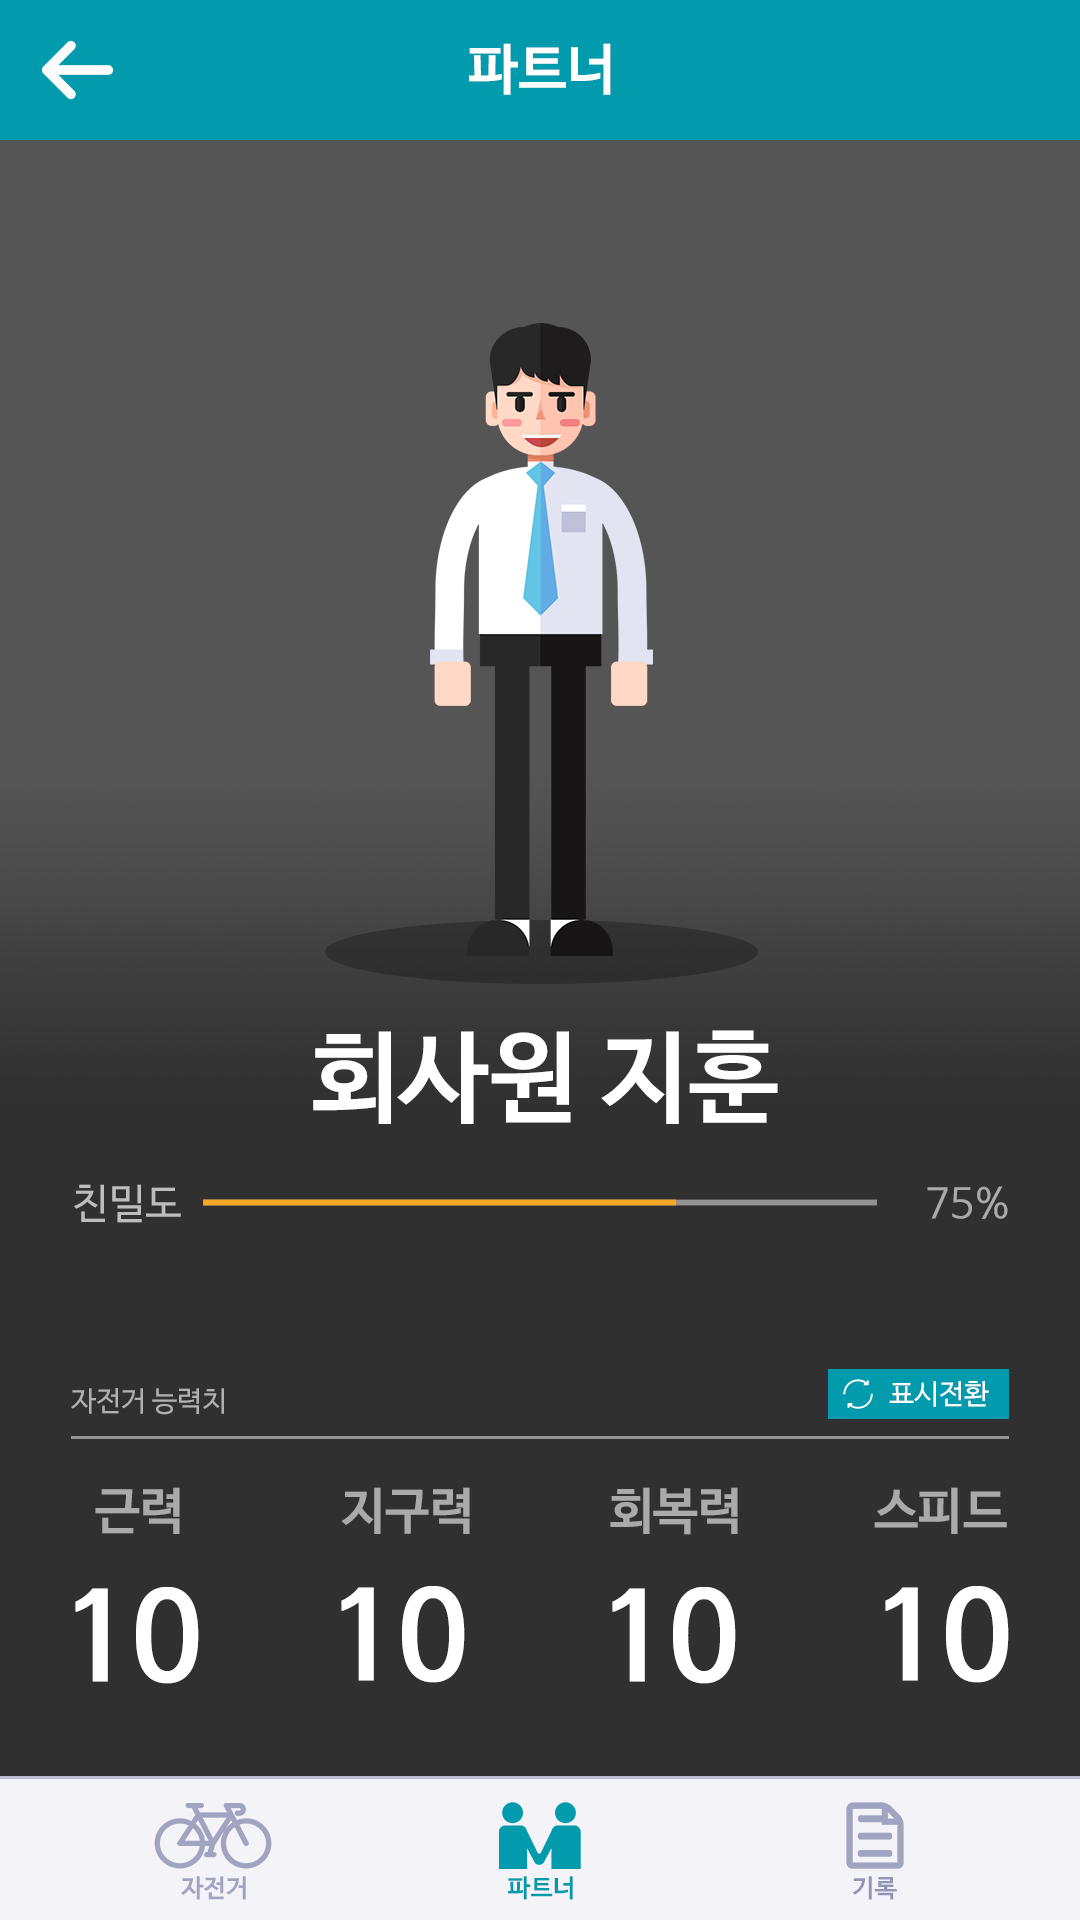 파트너
회사원 지훈
친밀도 75%
자전거 능력치 표시전환
근력 지구력 회복력 스피드
10 10 10 10
자전거 파트너 기록